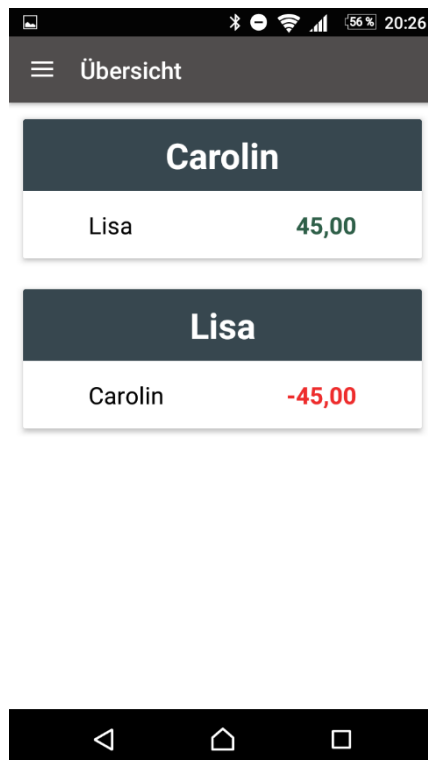 56 % 20:26
Übersicht
Carolin
Lisa 45,00
Lisa
Carolin -45,00